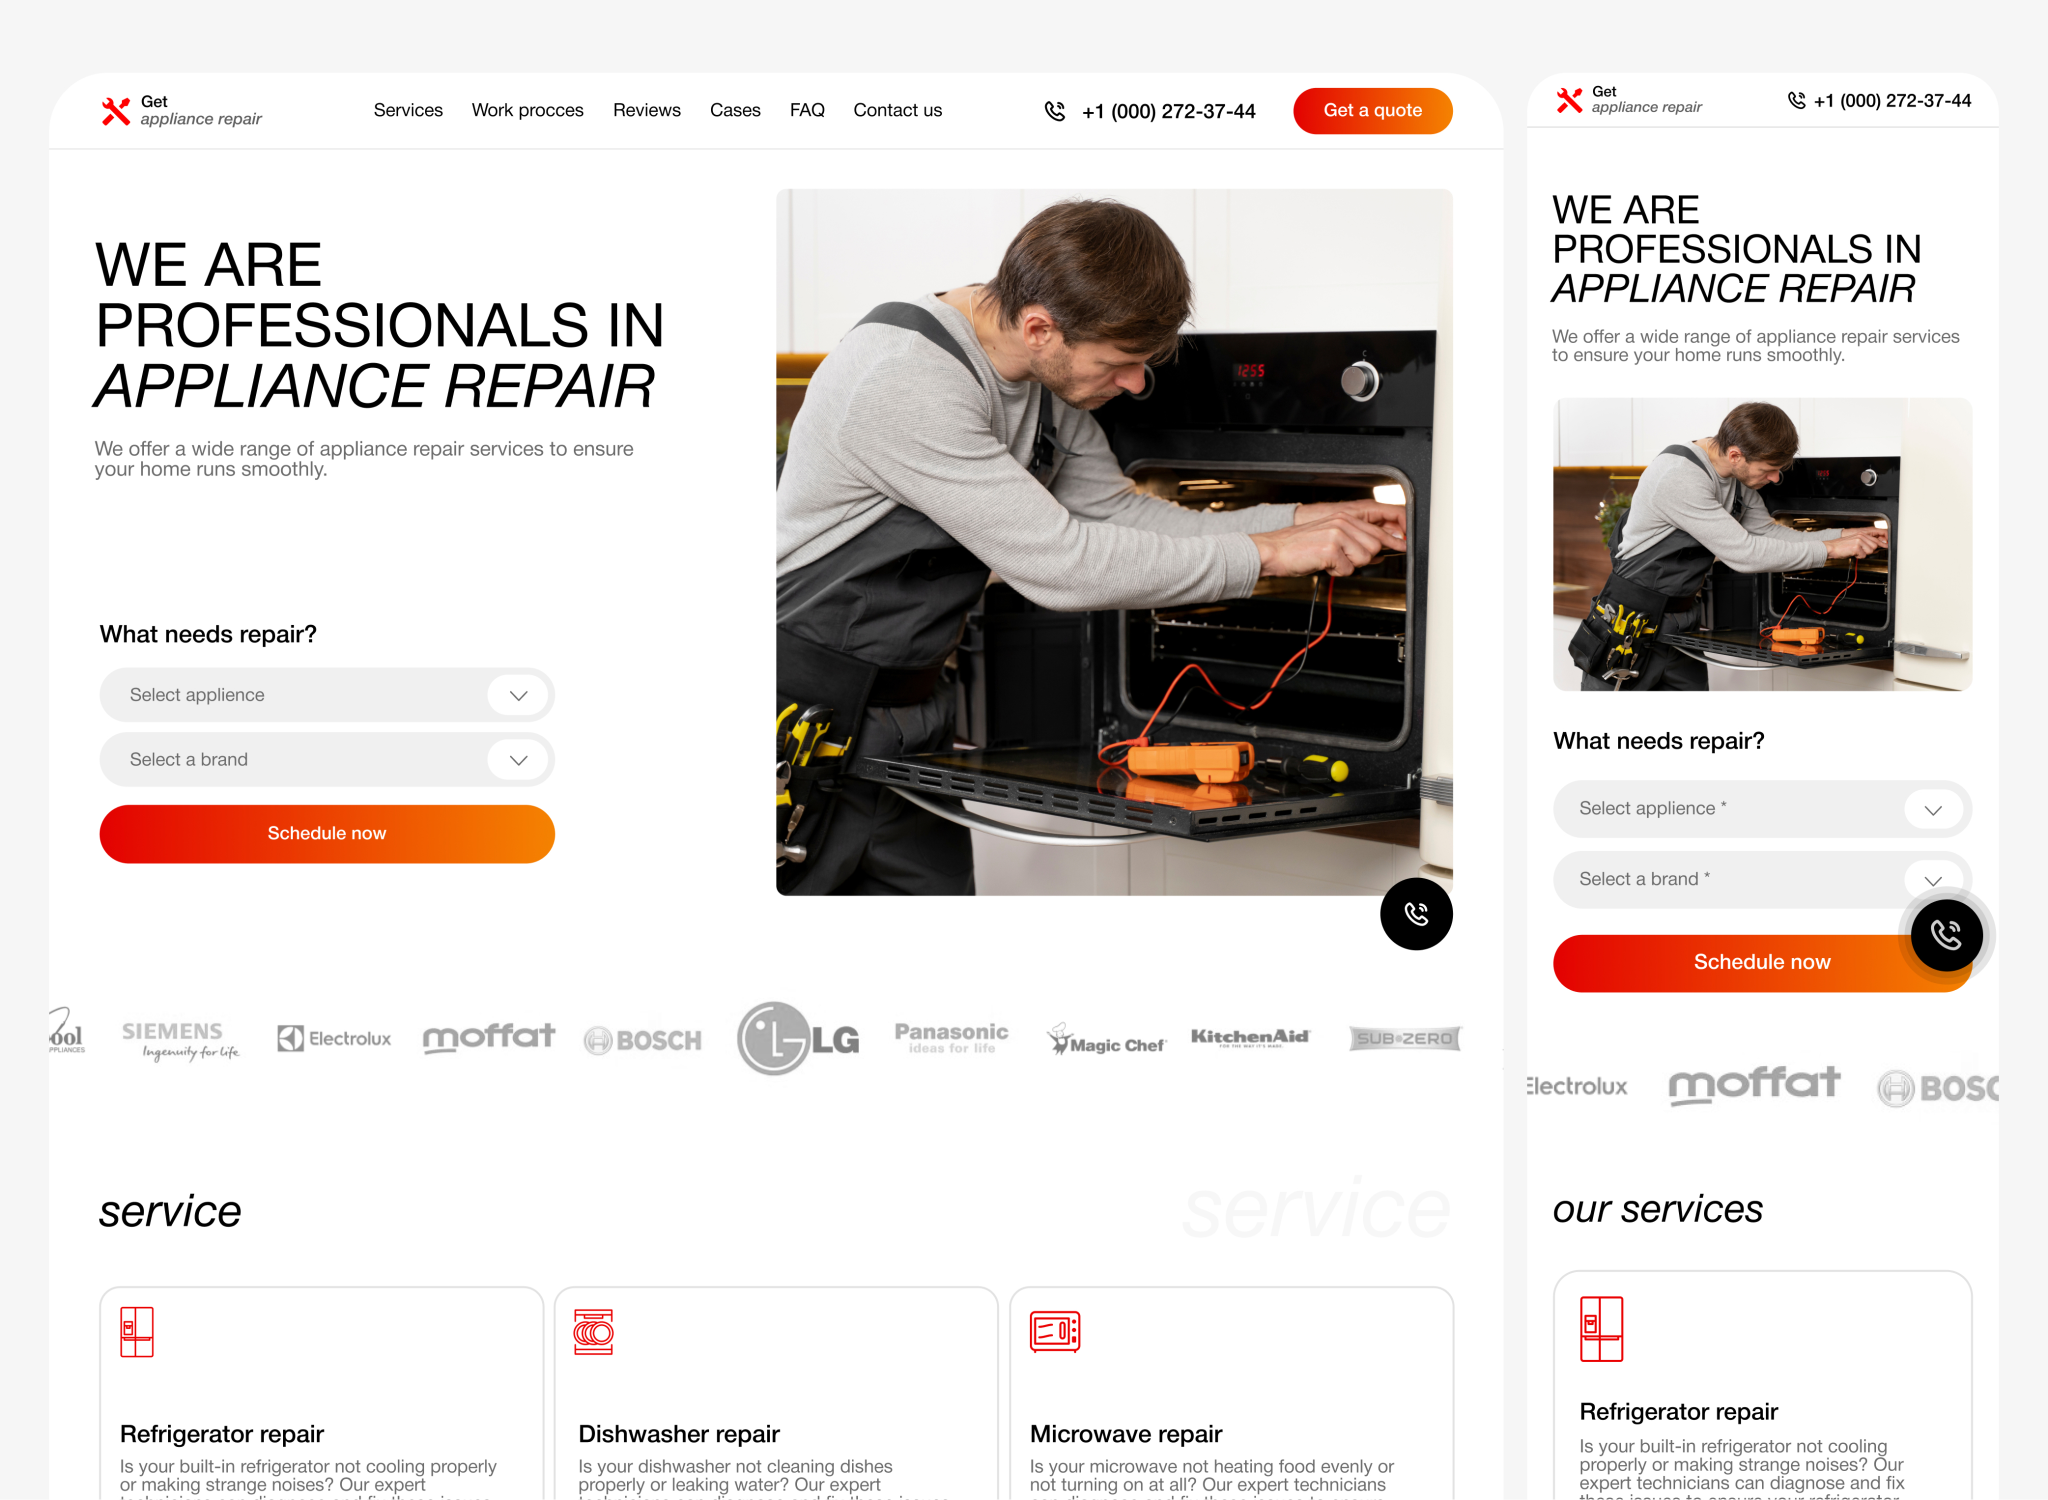 Get
appliance repair
Services
Work procces
Reviews
Cases
FAQ
Contact us
+1 (000) 272-37-44
Get a quote
WE ARE
PROFESSIONALS IN
APPLIANCE REPAIR
We offer a wide range of appliance repair services to ensure
your home runs smoothly.
1255
What needs repair?
Select applience
Select a brand
Schedule now
ool
PPLIANCES
SIEMENS
Ingenuity for life
Electrolux
moffat
BOSCH
LG
Panasonic
ideas for life
Magic Chef
KitchenAid
FOR THE WAY IT'S MADE.
SUB ZERO
service
service
Refrigerator repair
Is your built-in refrigerator not cooling properly
or making strange noises? Our expert
Dishwasher repair
Is your dishwasher not cleaning dishes
properly or leaking water? Our expert
Microwave repair
Is your microwave not heating food evenly or
not turning on at all? Our expert technicians
Get
appliance repair
+1 (000) 272-37-44
WE ARE
PROFESSIONALS IN
APPLIANCE REPAIR
We offer a wide range of appliance repair services
to ensure your home runs smoothly.
What needs repair?
Select applience *
Select a brand *
Schedule now
Electrolux
moffat
BOSC
our services
Refrigerator repair
Is your built-in refrigerator not cooling
properly or making strange noises? Our
expert technicians can diagnose and fix